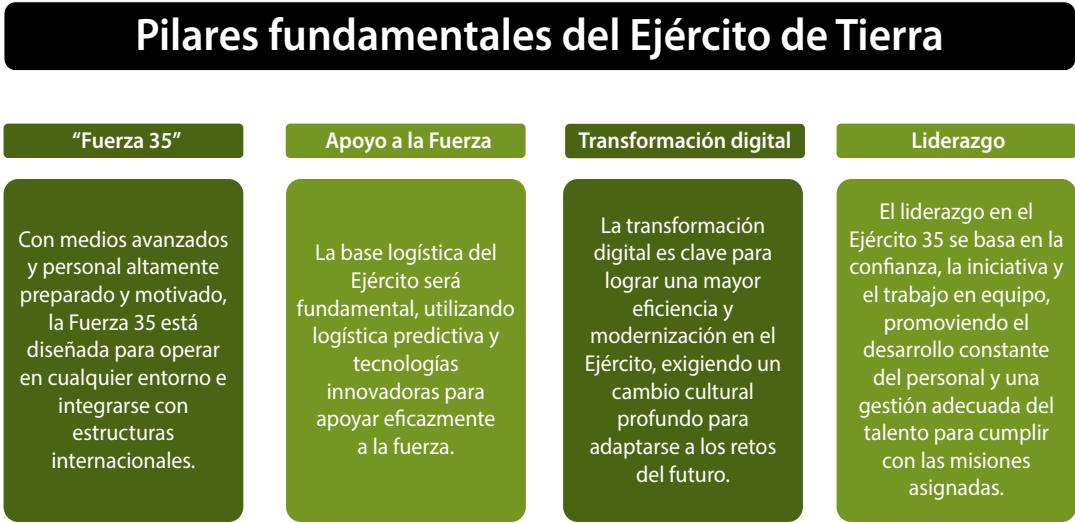 Pilares fundamentales del Ejército de Tierra
“Fuerza 35”
Con medios avanzados
y personal altamente
preparado y motivado,
la Fuerza 35 está
diseñada para operar
en cualquier entorno e
integrarse con
estructuras
internacionales.
Apoyo a la Fuerza
La base logística del
Ejército será
fundamental, utilizando
logística predictiva y
tecnologías
innovadoras para
apoyar eficazmente
a la fuerza.
Transformación digital
La transformación
digital es clave para
lograr una mayor
eficiencia y
modernización en el
Ejército, exigiendo un
cambio cultural
profundo para
adaptarse a los retos
del futuro.
Liderazgo
El liderazgo en el
Ejército 35 se basa en la
confianza, la iniciativa y
el trabajo en equipo,
promoviendo el
desarrollo constante
del personal y una
gestión adecuada del
talento para cumplir
con las misiones
asignadas.